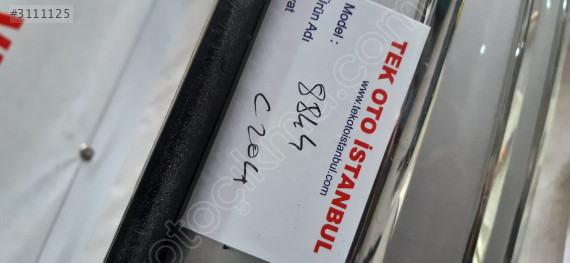 #3111125
TEK OTO İSTANBUL
www.tekotoistanbul.com
Ürün Adı
Model :
8844
C204